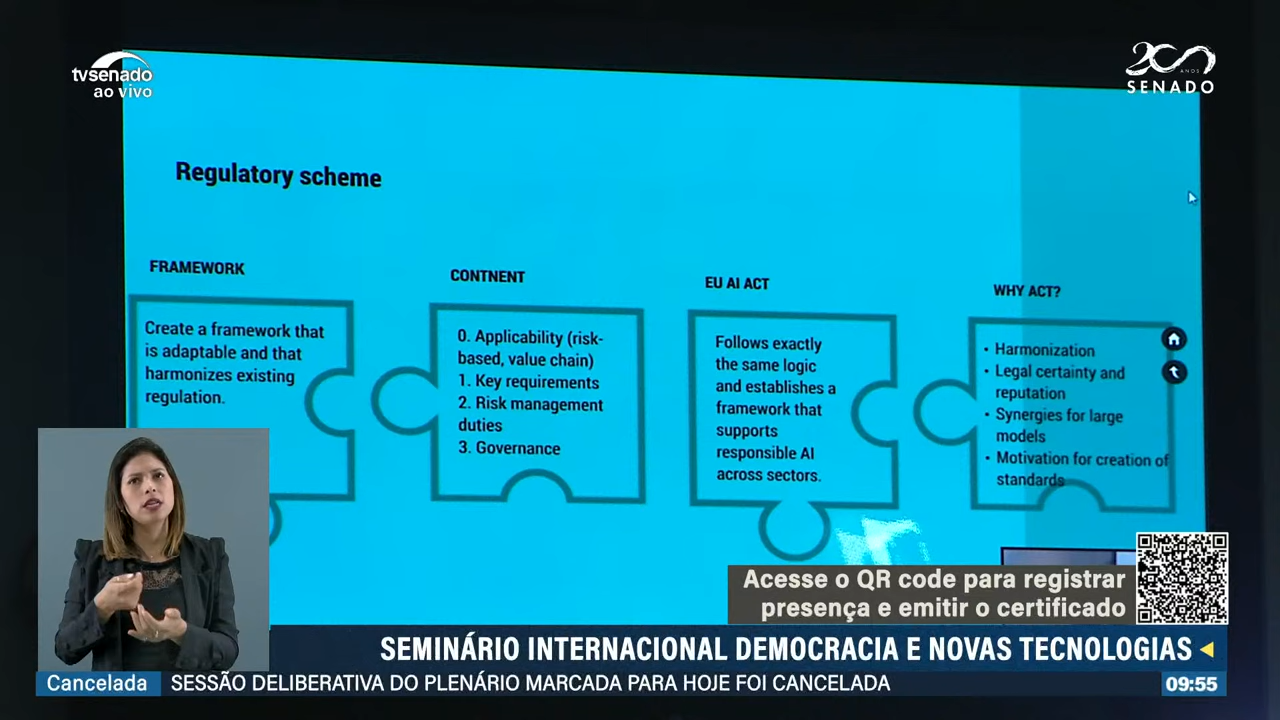 tvsenado
ao vivo
200
ANOS
SENADO
Regulatory scheme
FRAMEWORK
Create a framework that
is adaptable and that
harmonizes existing
regulation.
CONTNENT
0. Applicability (risk-
based, value chain)
1. Key requirements
2. Risk management
duties
3. Governance
EU AI ACT
Follows exactly
the same logic
and establishes a
framework that
supports
responsible AI
across sectors.
WHY ACT?
• Harmonization
• Legal certainty and
reputation
• Synergies for large
models
• Motivation for creation of
standards
Acesse o QR code para registrar
presença e emitir o certificado
SEMINÁRIO INTERNACIONAL DEMOCRACIA E NOVAS TECNOLOGIAS
Cancelada SESSÃO DELIBERATIVA DO PLENÁRIO MARCADA PARA HOJE FOI CANCELADA 09:55